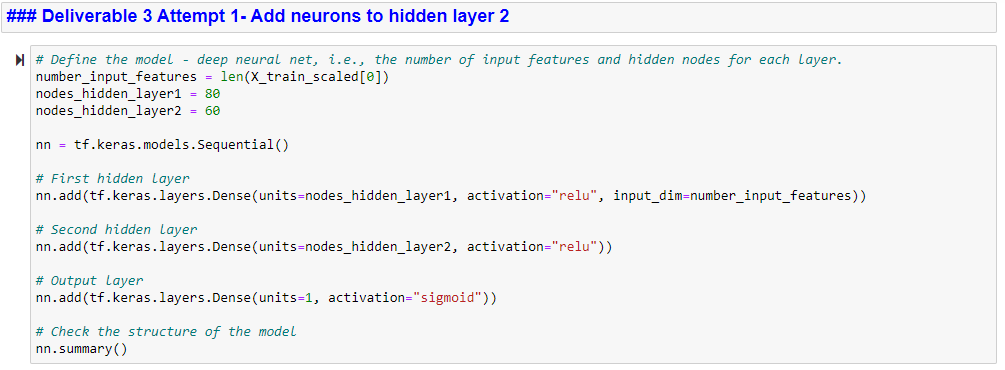 ### Deliverable 3 Attempt 1- Add neurons to hidden layer 2
# Define the model - deep neural net, i.e., the number of input features and hidden nodes for each layer.
number_input_features = len(X_train_scaled[0])
nodes_hidden_layer1 = 80
nodes_hidden_layer2 = 60
nn = tf.keras.models.Sequential()
# First hidden layer
nn.add(tf.keras.layers.Dense(units=nodes_hidden_layer1, activation="relu", input_dim=number_input_features))
# Second hidden layer
nn.add(tf.keras.layers.Dense(units=nodes_hidden_layer2, activation="relu"))
# Output layer
nn.add(tf.keras.layers.Dense(units=1, activation="sigmoid"))
# Check the structure of the model
nn.summary()